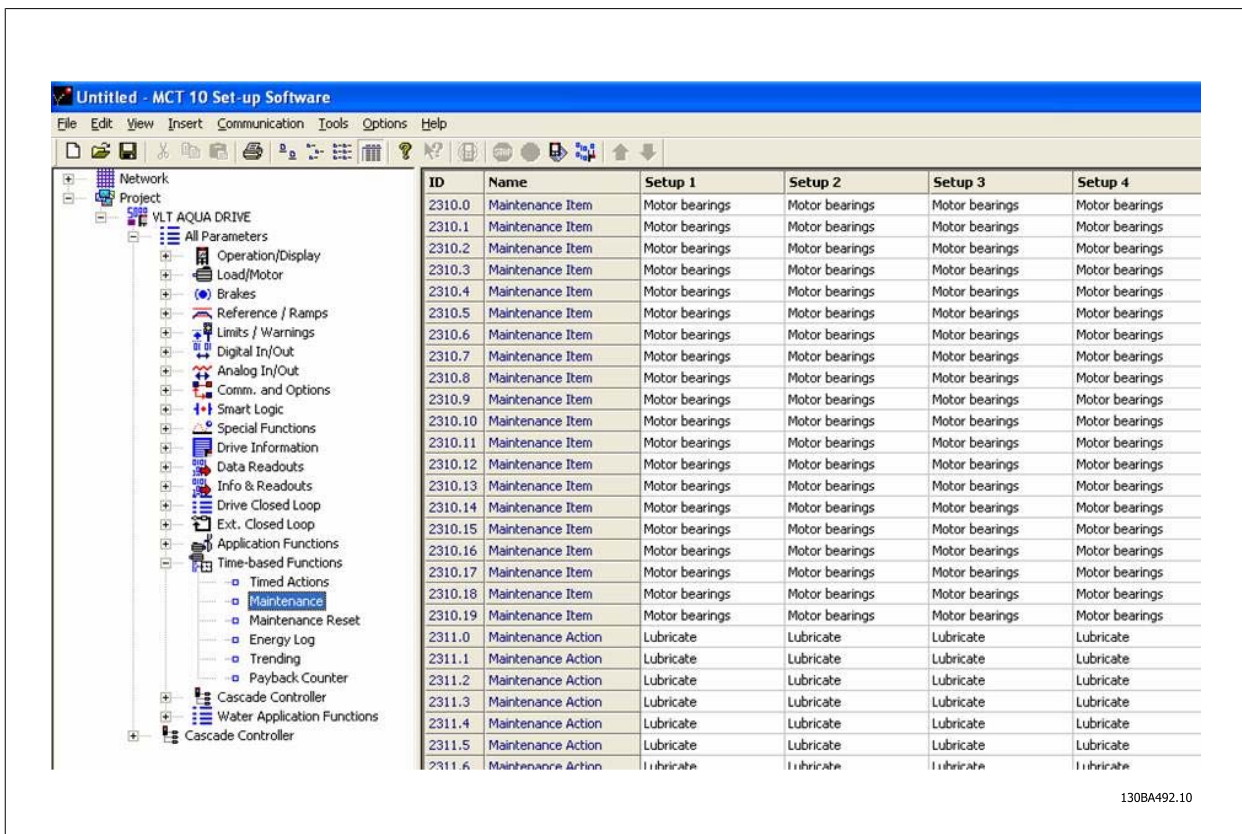 Untitled - MCT 10 Set-up Software
File Edit View Insert Communication Tools Options Help
Network
Project
VLT AQUA DRIVE
All Parameters
Operation/Display
Load/Motor
Brakes
Reference / Ramps
Limits / Warnings
Digital In/Out
Analog In/Out
Comm. and Options
Smart Logic
Special Functions
Drive Information
Data Readouts
Info & Readouts
Drive Closed Loop
Ext. Closed Loop
Application Functions
Time-based Functions
Timed Actions
Maintenance
Maintenance Reset
Energy Log
Trending
Payback Counter
Cascade Controller
Water Application Functions
Cascade Controller
ID Name Setup 1 Setup 2 Setup 3 Setup 4
2310.0 Maintenance Item Motor bearings Motor bearings Motor bearings Motor bearings
2310.1 Maintenance Item Motor bearings Motor bearings Motor bearings Motor bearings
2310.2 Maintenance Item Motor bearings Motor bearings Motor bearings Motor bearings
2310.3 Maintenance Item Motor bearings Motor bearings Motor bearings Motor bearings
2310.4 Maintenance Item Motor bearings Motor bearings Motor bearings Motor bearings
2310.5 Maintenance Item Motor bearings Motor bearings Motor bearings Motor bearings
2310.6 Maintenance Item Motor bearings Motor bearings Motor bearings Motor bearings
2310.7 Maintenance Item Motor bearings Motor bearings Motor bearings Motor bearings
2310.8 Maintenance Item Motor bearings Motor bearings Motor bearings Motor bearings
2310.9 Maintenance Item Motor bearings Motor bearings Motor bearings Motor bearings
2310.10 Maintenance Item Motor bearings Motor bearings Motor bearings Motor bearings
2310.11 Maintenance Item Motor bearings Motor bearings Motor bearings Motor bearings
2310.12 Maintenance Item Motor bearings Motor bearings Motor bearings Motor bearings
2310.13 Maintenance Item Motor bearings Motor bearings Motor bearings Motor bearings
2310.14 Maintenance Item Motor bearings Motor bearings Motor bearings Motor bearings
2310.15 Maintenance Item Motor bearings Motor bearings Motor bearings Motor bearings
2310.16 Maintenance Item Motor bearings Motor bearings Motor bearings Motor bearings
2310.17 Maintenance Item Motor bearings Motor bearings Motor bearings Motor bearings
2310.18 Maintenance Item Motor bearings Motor bearings Motor bearings Motor bearings
2310.19 Maintenance Item Motor bearings Motor bearings Motor bearings Motor bearings
2311.0 Maintenance Action Lubricate Lubricate Lubricate Lubricate
2311.1 Maintenance Action Lubricate Lubricate Lubricate Lubricate
2311.2 Maintenance Action Lubricate Lubricate Lubricate Lubricate
2311.3 Maintenance Action Lubricate Lubricate Lubricate Lubricate
2311.4 Maintenance Action Lubricate Lubricate Lubricate Lubricate
2311.5 Maintenance Action Lubricate Lubricate Lubricate Lubricate
2311.6 Maintenance Action Lubricate Lubricate Lubricate Lubricate
130BA492.10